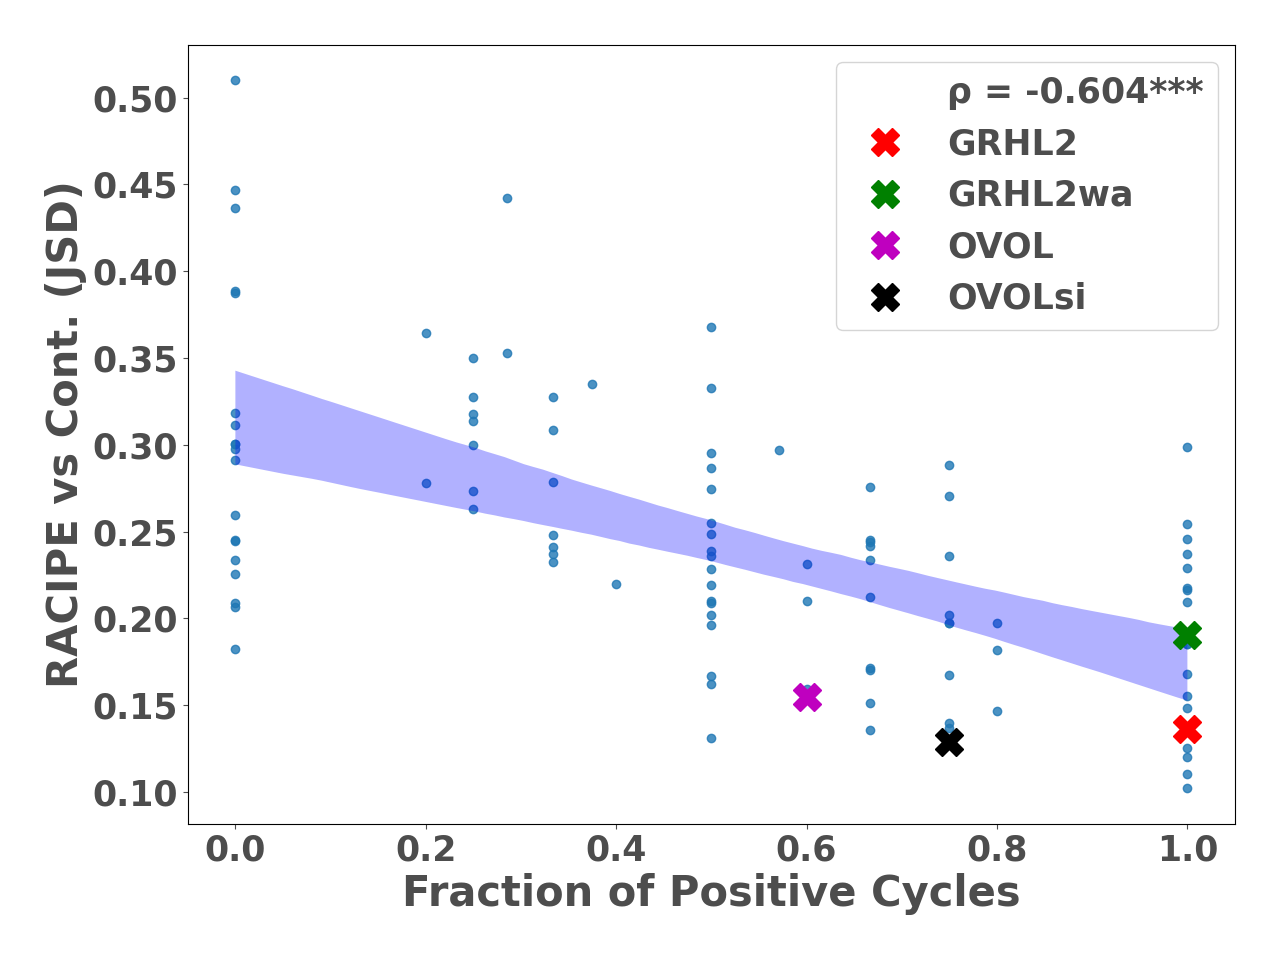 ρ = -0.604***
GRHL2
GRHL2wa
OVOL
OVOLsi
RACIPE vs Cont. (JSD)
0.50
0.45
0.40
0.35
0.30
0.25
0.20
0.15
0.10
0.0 0.2 0.4 0.6 0.8 1.0
Fraction of Positive Cycles